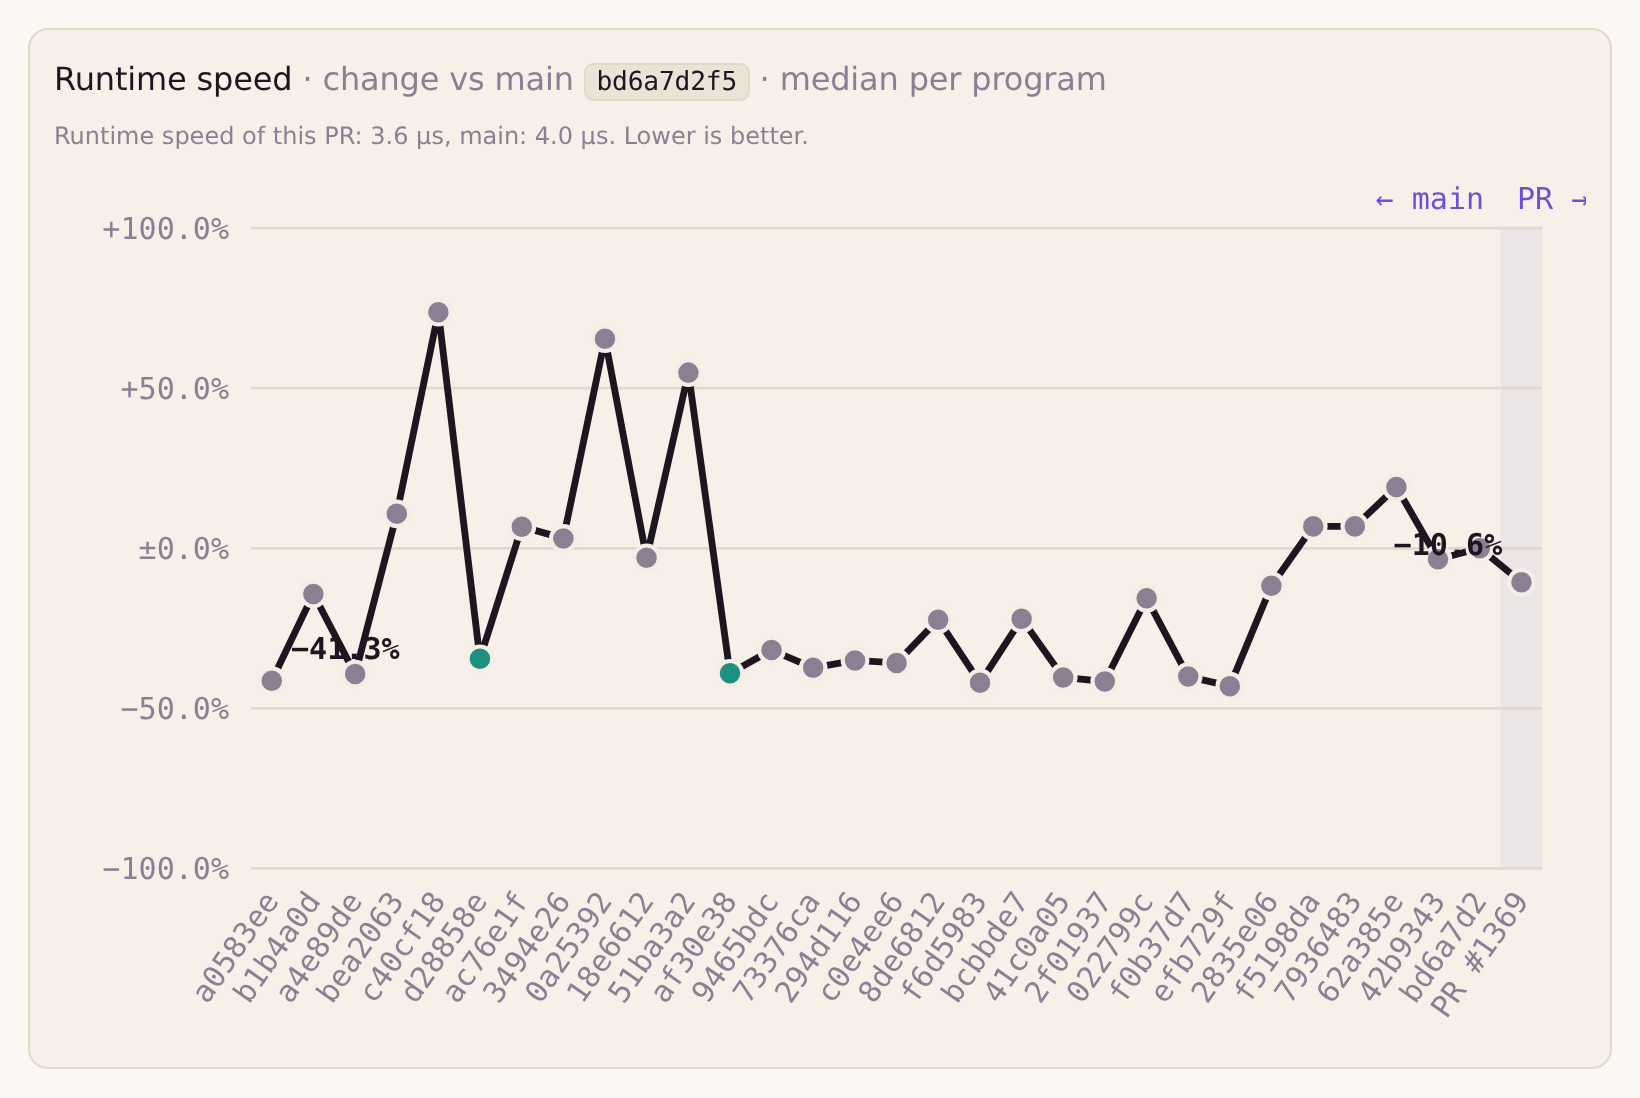 Runtime speed · change vs main bd6a7d2f5 · median per program
Runtime speed of this PR: 3.6 µs, main: 4.0 µs. Lower is better.
← main PR →
+100.0%
+50.0%
±0.0%
−50.0%
−100.0%
−41.3%
−10.6%
a0583ee
b1b4a0d
a4e89de
bea2063
c40cf18
d28858e
ac76e1f
3494e26
0a25392
18e6612
51ba3a2
af30e38
9465bdc
73376ca
294d116
c0e4ee6
8de6812
f6d5983
bcbbde7
41c0a05
2f01937
022799c
f0b37d7
efb729f
2835e06
f5198da
7936483
62a385e
42b9343
bd6a7d2
PR #1369